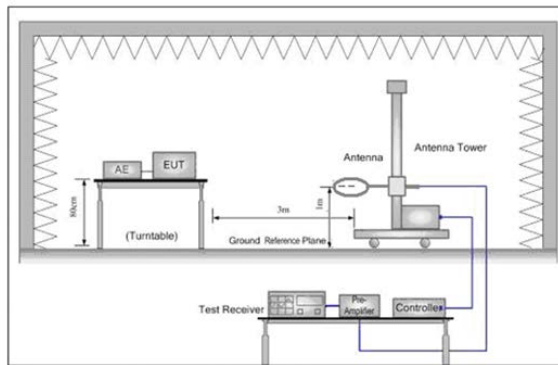 Antenna Tower
Antenna
EUT
AE
80cm
(Turntable)
3m
1m
Ground Reference Plane
Test Receiver
Pre-
Amplifier
Controller